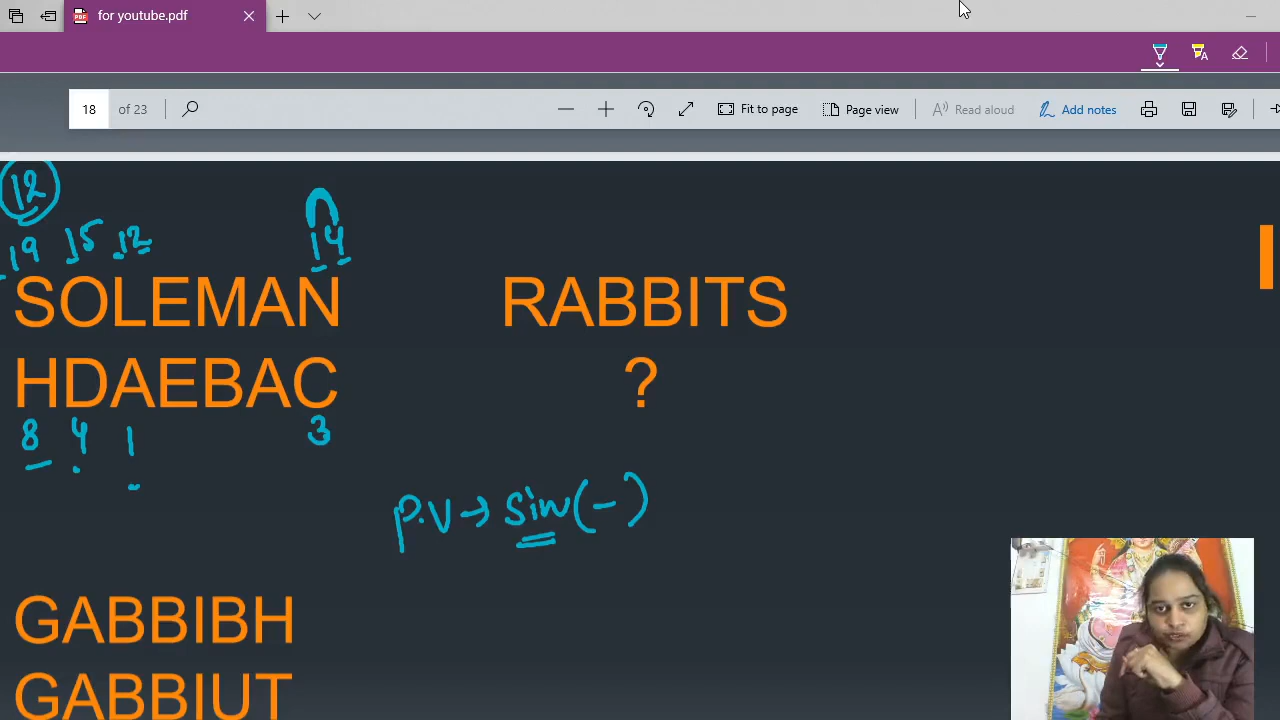 for youtube.pdf
18 of 23
Fit to page
Page view
Read aloud
Add notes
12
19 15 12 14
SOLEMAN RABBITS
HDAEBAC ?
8 4 1 3
P.V → sin(-)
GABBIBH
GABBIUT